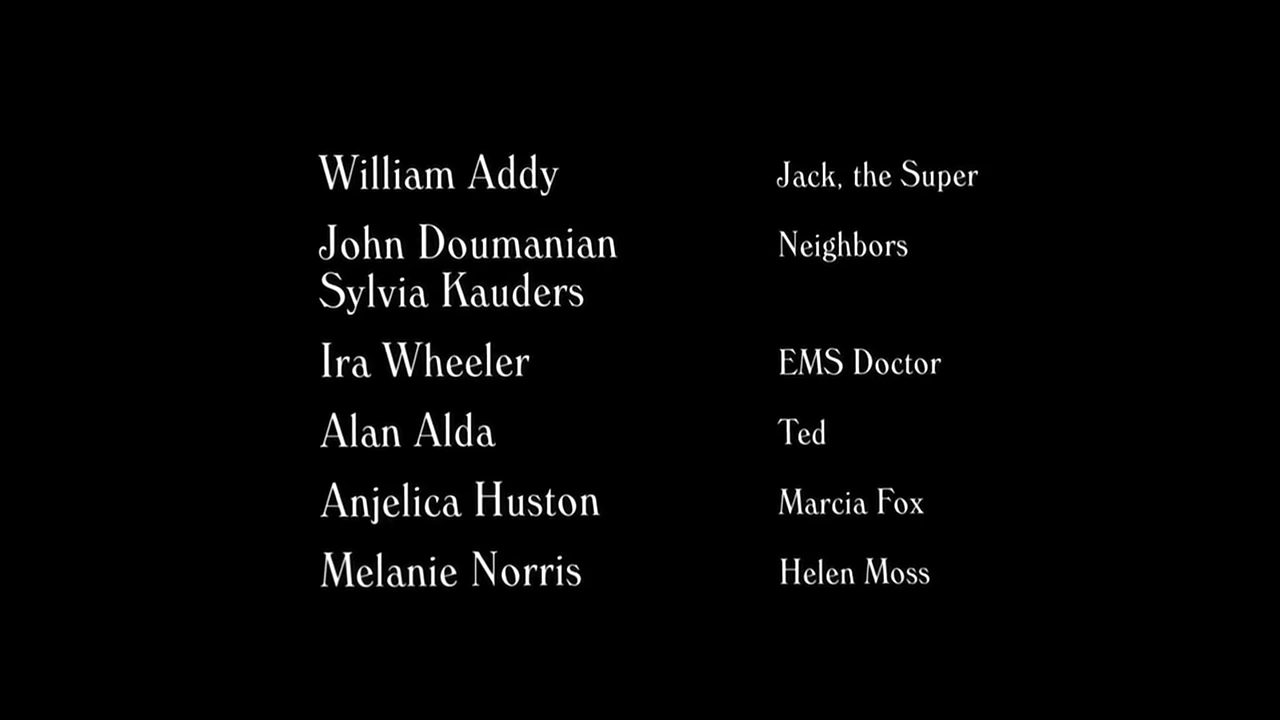 William Addy Jack, the Super
John Doumanian Neighbors
Sylvia Kauders
Ira Wheeler EMS Doctor
Alan Alda Ted
Anjelica Huston Marcia Fox
Melanie Norris Helen Moss